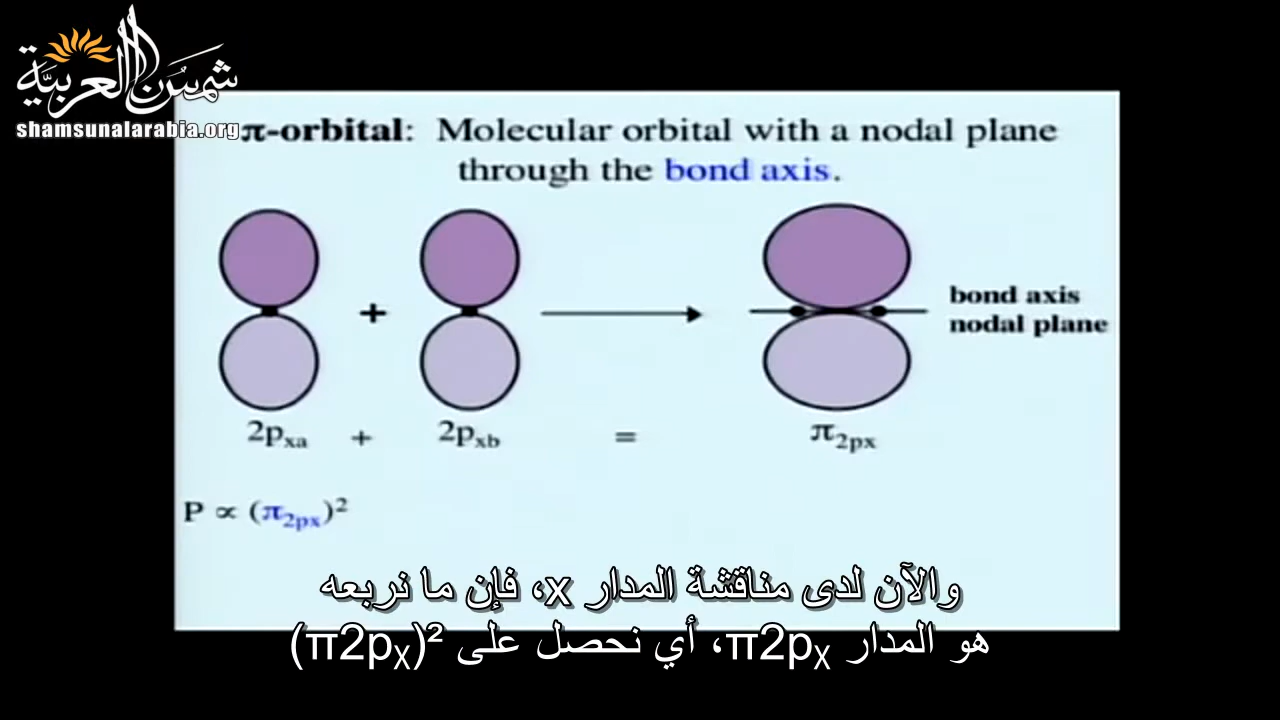 شمس العربية
shamsunalarabia.org
π-orbital: Molecular orbital with a nodal plane
through the bond axis.
+
bond axis
nodal plane
2pₓₐ + 2pₓb = π₂pₓ
P ∝ (π₂pₓ)²
والآن لدى مناقشة المدار x، فإن ما نربعه
هو المدار π2pₓ، أي نحصل على (π2pₓ)²